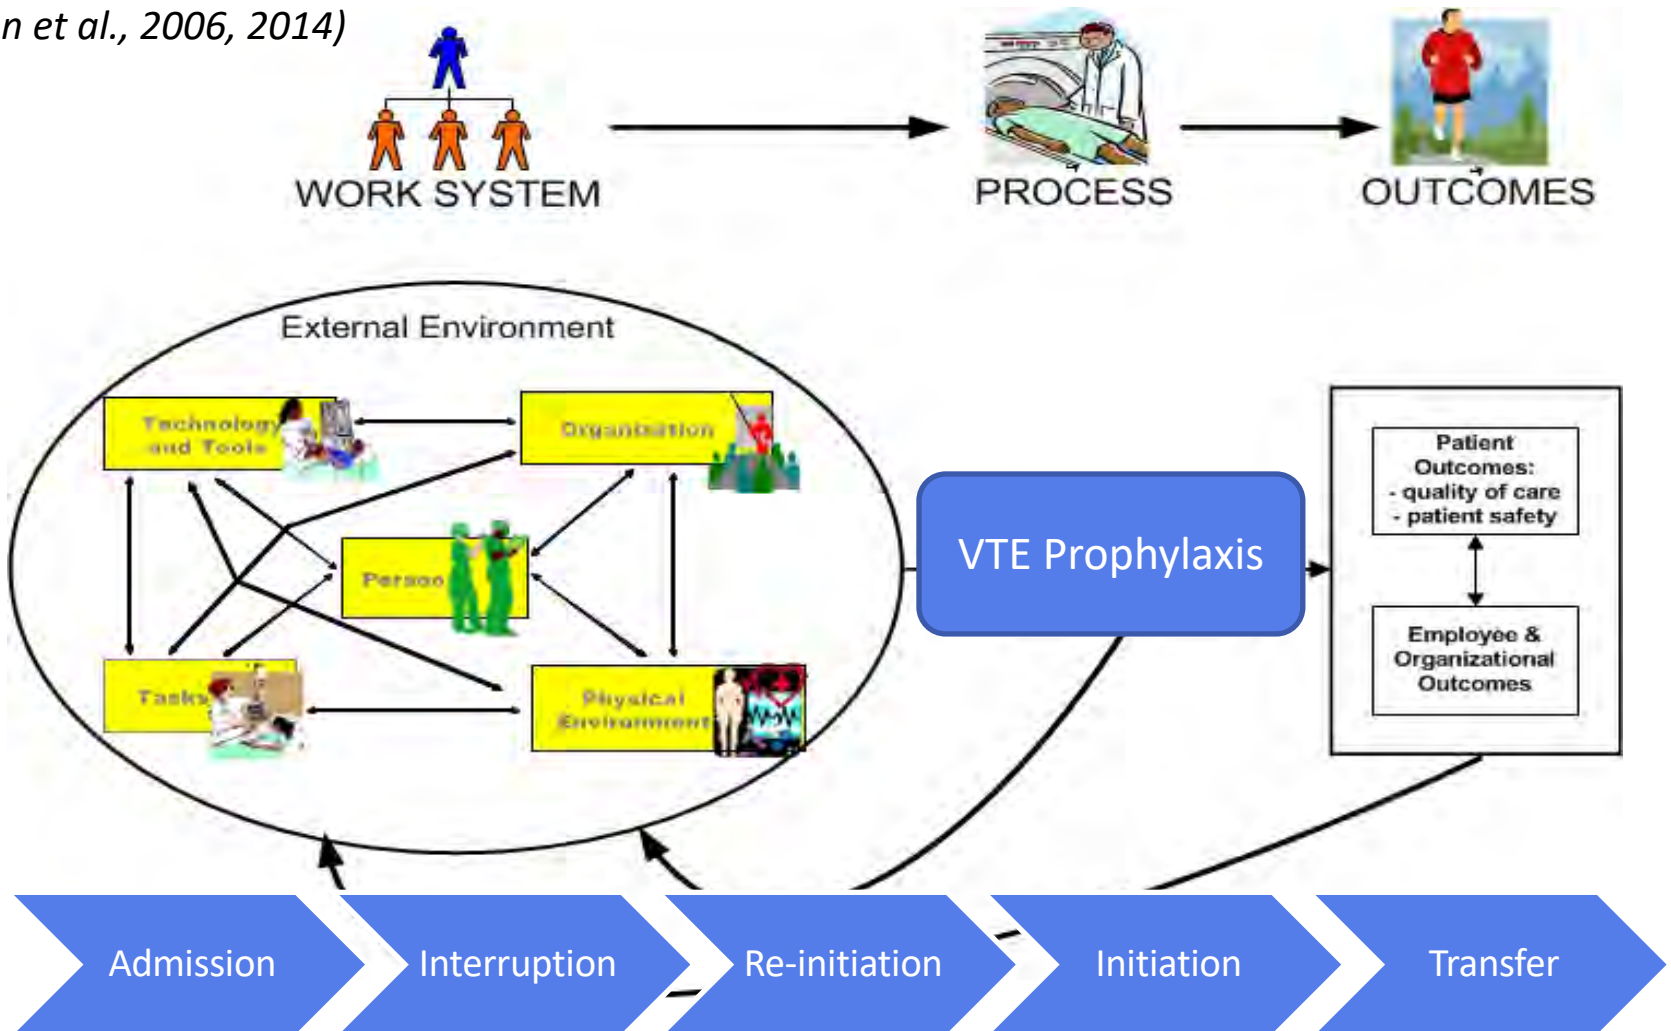 n et al., 2006, 2014)
WORK SYSTEM
PROCESS
OUTCOMES
External Environment
Technology
and Tools
Organization
Person
Tasks
Physical
Environment
VTE Prophylaxis
Patient
Outcomes:
- quality of care
- patient safety
Employee &
Organizational
Outcomes
Admission
Interruption
Re-initiation
Initiation
Transfer